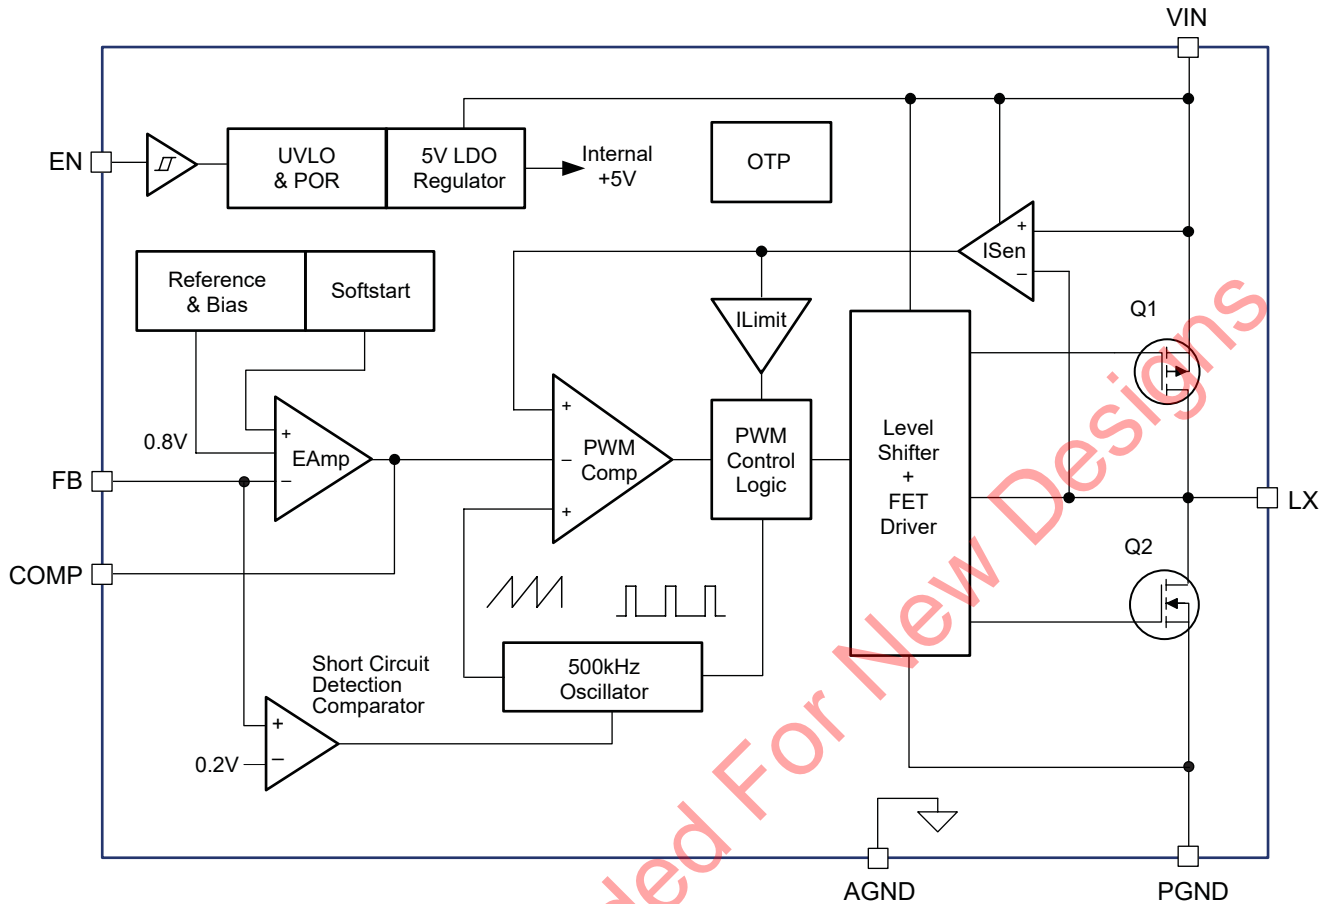 VIN
EN
UVLO
& POR
5V LDO
Regulator
Internal
+5V
OTP
+
ISen
−
Reference
& Bias
Softstart
ILimit
Q1
0.8V
+
EAmp
−
FB
+
−
PWM
Comp
+
PWM
Control
Logic
Level
Shifter
+
FET
Driver
LX
COMP
Q2
500kHz
Oscillator
Short Circuit
Detection
Comparator
+
−
0.2V
AGND
PGND
ded For New Designs